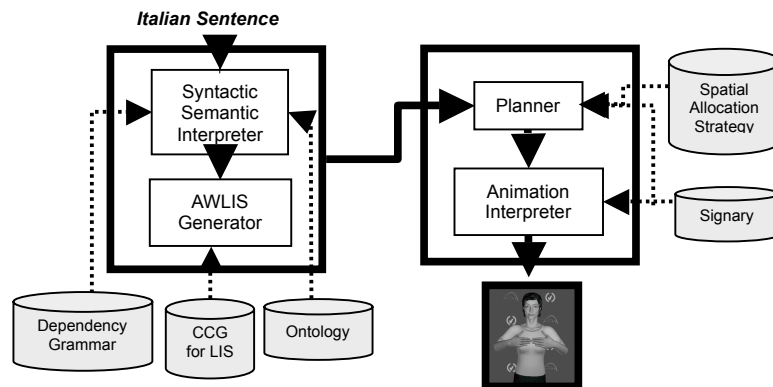 Italian Sentence
Syntactic
Semantic
Interpreter
AWLIS
Generator
Planner
Animation
Interpreter
Spatial
Allocation
Strategy
Signary
Dependency
Grammar
CCG
for LIS
Ontology